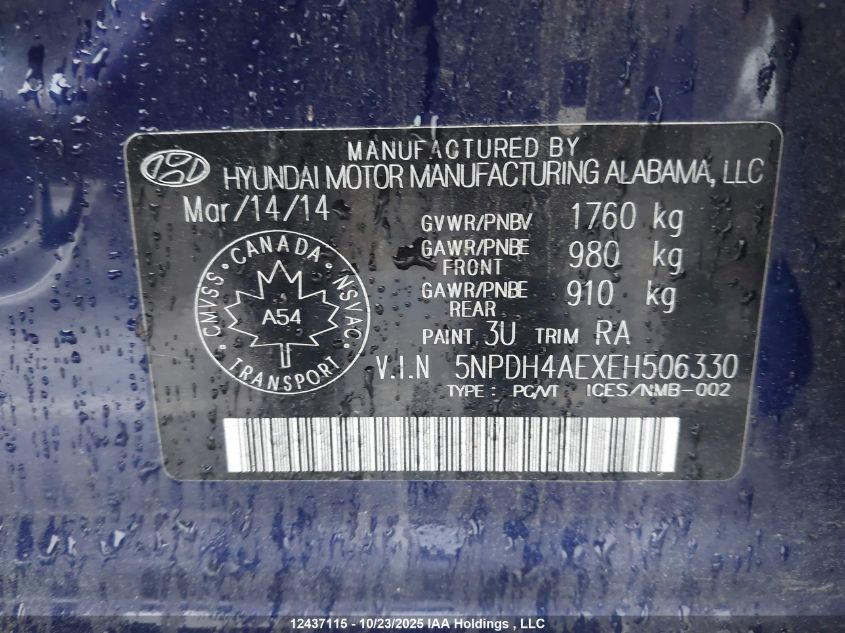 MANUFACTURED BY
HYUNDAI MOTOR MANUFACTURING ALABAMA, LLC
Mar/14/14
GVWR/PNBV 1760 kg
GAWR/PNBE FRONT 980 kg
GAWR/PNBE REAR 910 kg
PAINT 3U TRIM RA
V.I.N 5NPDH4AEXEH506330
TYPE: PC/VT ICES/NMB-002
CMVSS • CANADA • NSVAC •
A54
TRANSPORT
12437115 - 10/23/2025 IAA Holdings , LLC/